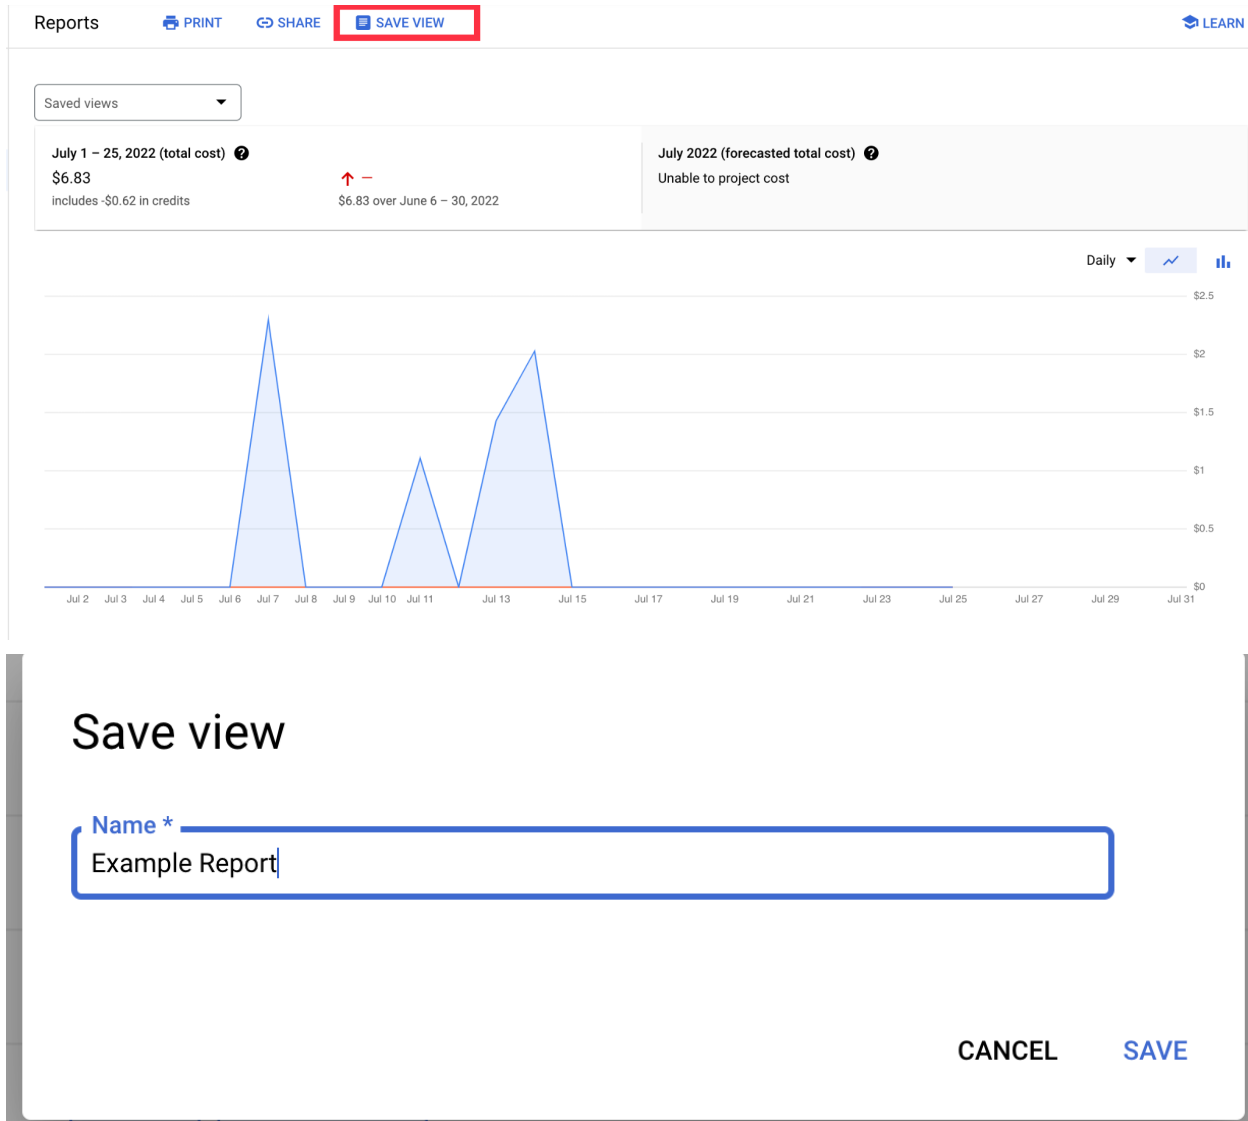 Reports PRINT SHARE SAVE VIEW LEARN
Saved views
July 1 – 25, 2022 (total cost) July 2022 (forecasted total cost)
$6.83 – Unable to project cost
includes -$0.62 in credits $6.83 over June 6 – 30, 2022
Daily
$2.5
$2
$1.5
$1
$0.5
$0
Jul 2 Jul 3 Jul 4 Jul 5 Jul 6 Jul 7 Jul 8 Jul 9 Jul 10 Jul 11 Jul 13 Jul 15 Jul 17 Jul 19 Jul 21 Jul 23 Jul 25 Jul 27 Jul 29 Jul 31
Save view
Name *
Example Report
CANCEL SAVE